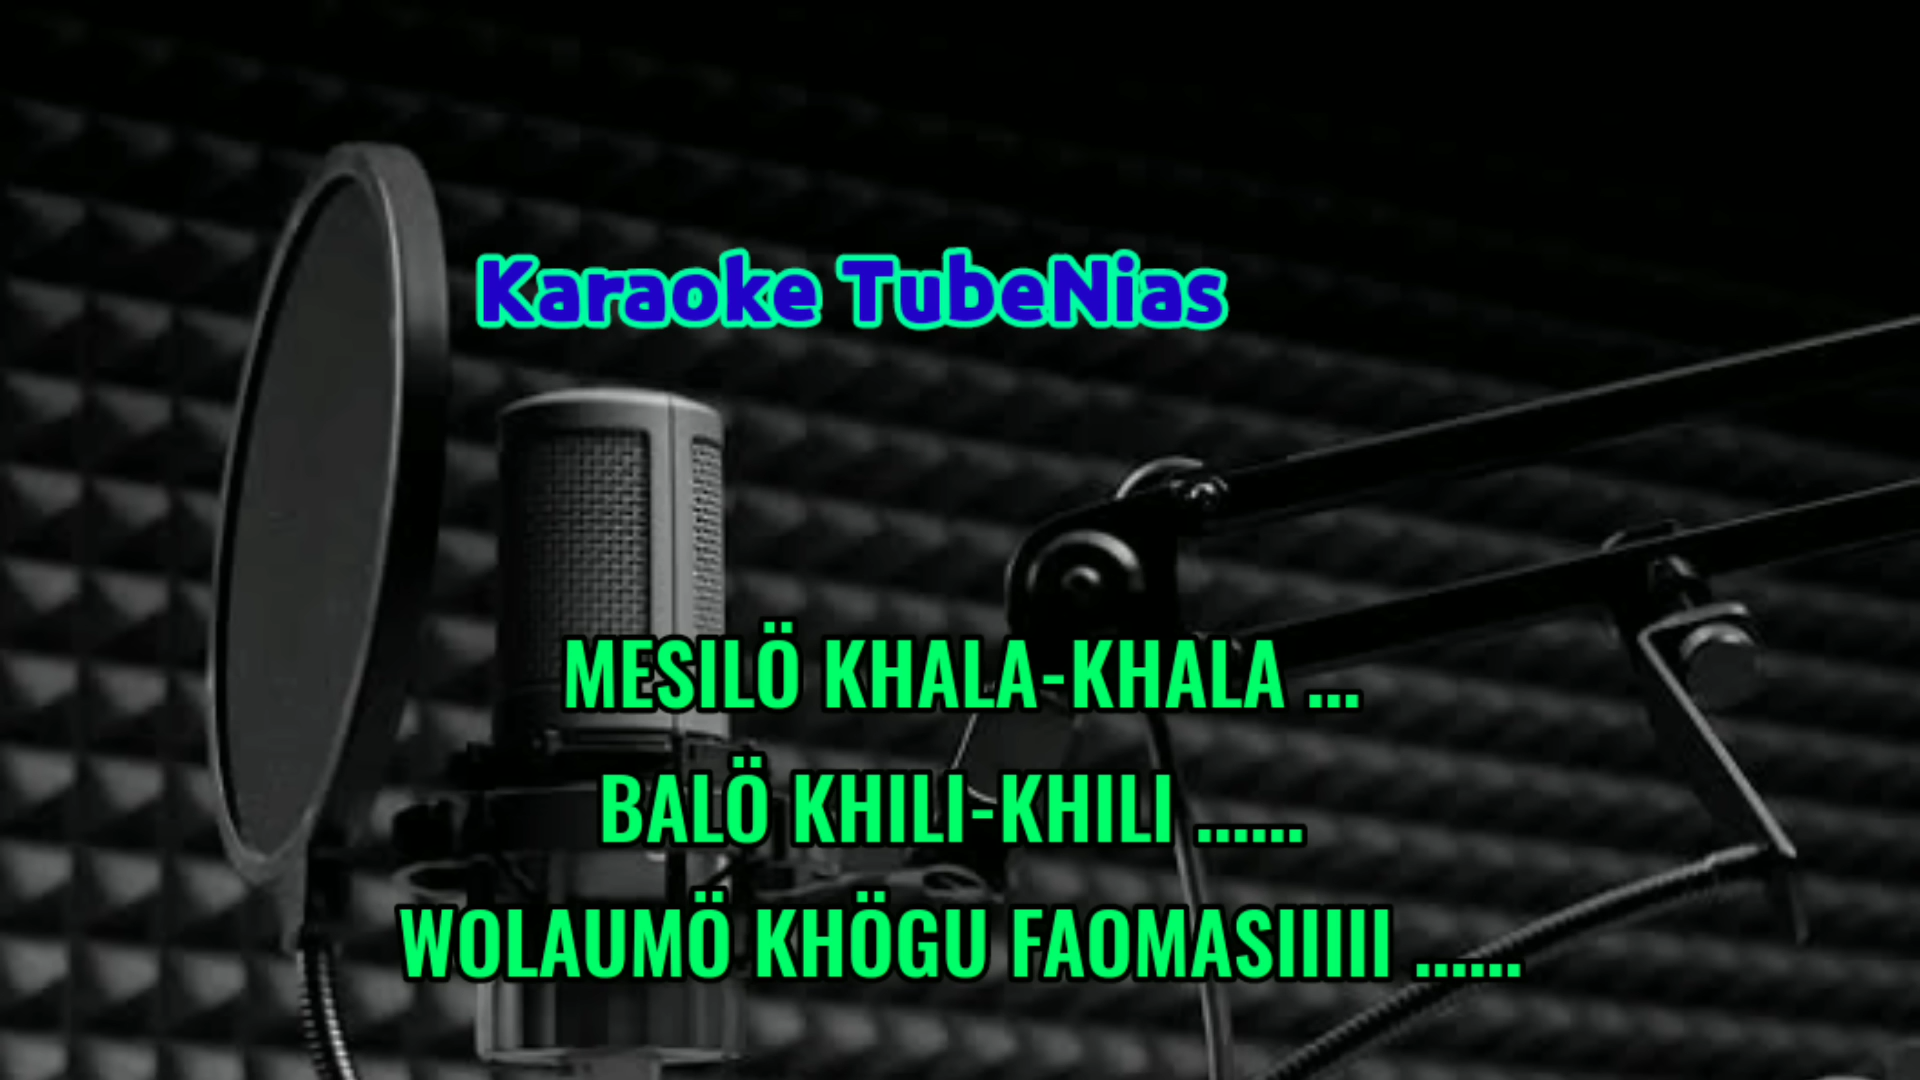 Karaoke TubeNias
MESILÖ KHALA-KHALA ...
BALÖ KHILI-KHILI ......
WOLAUMÖ KHÖGU FAOMASIIIII ......